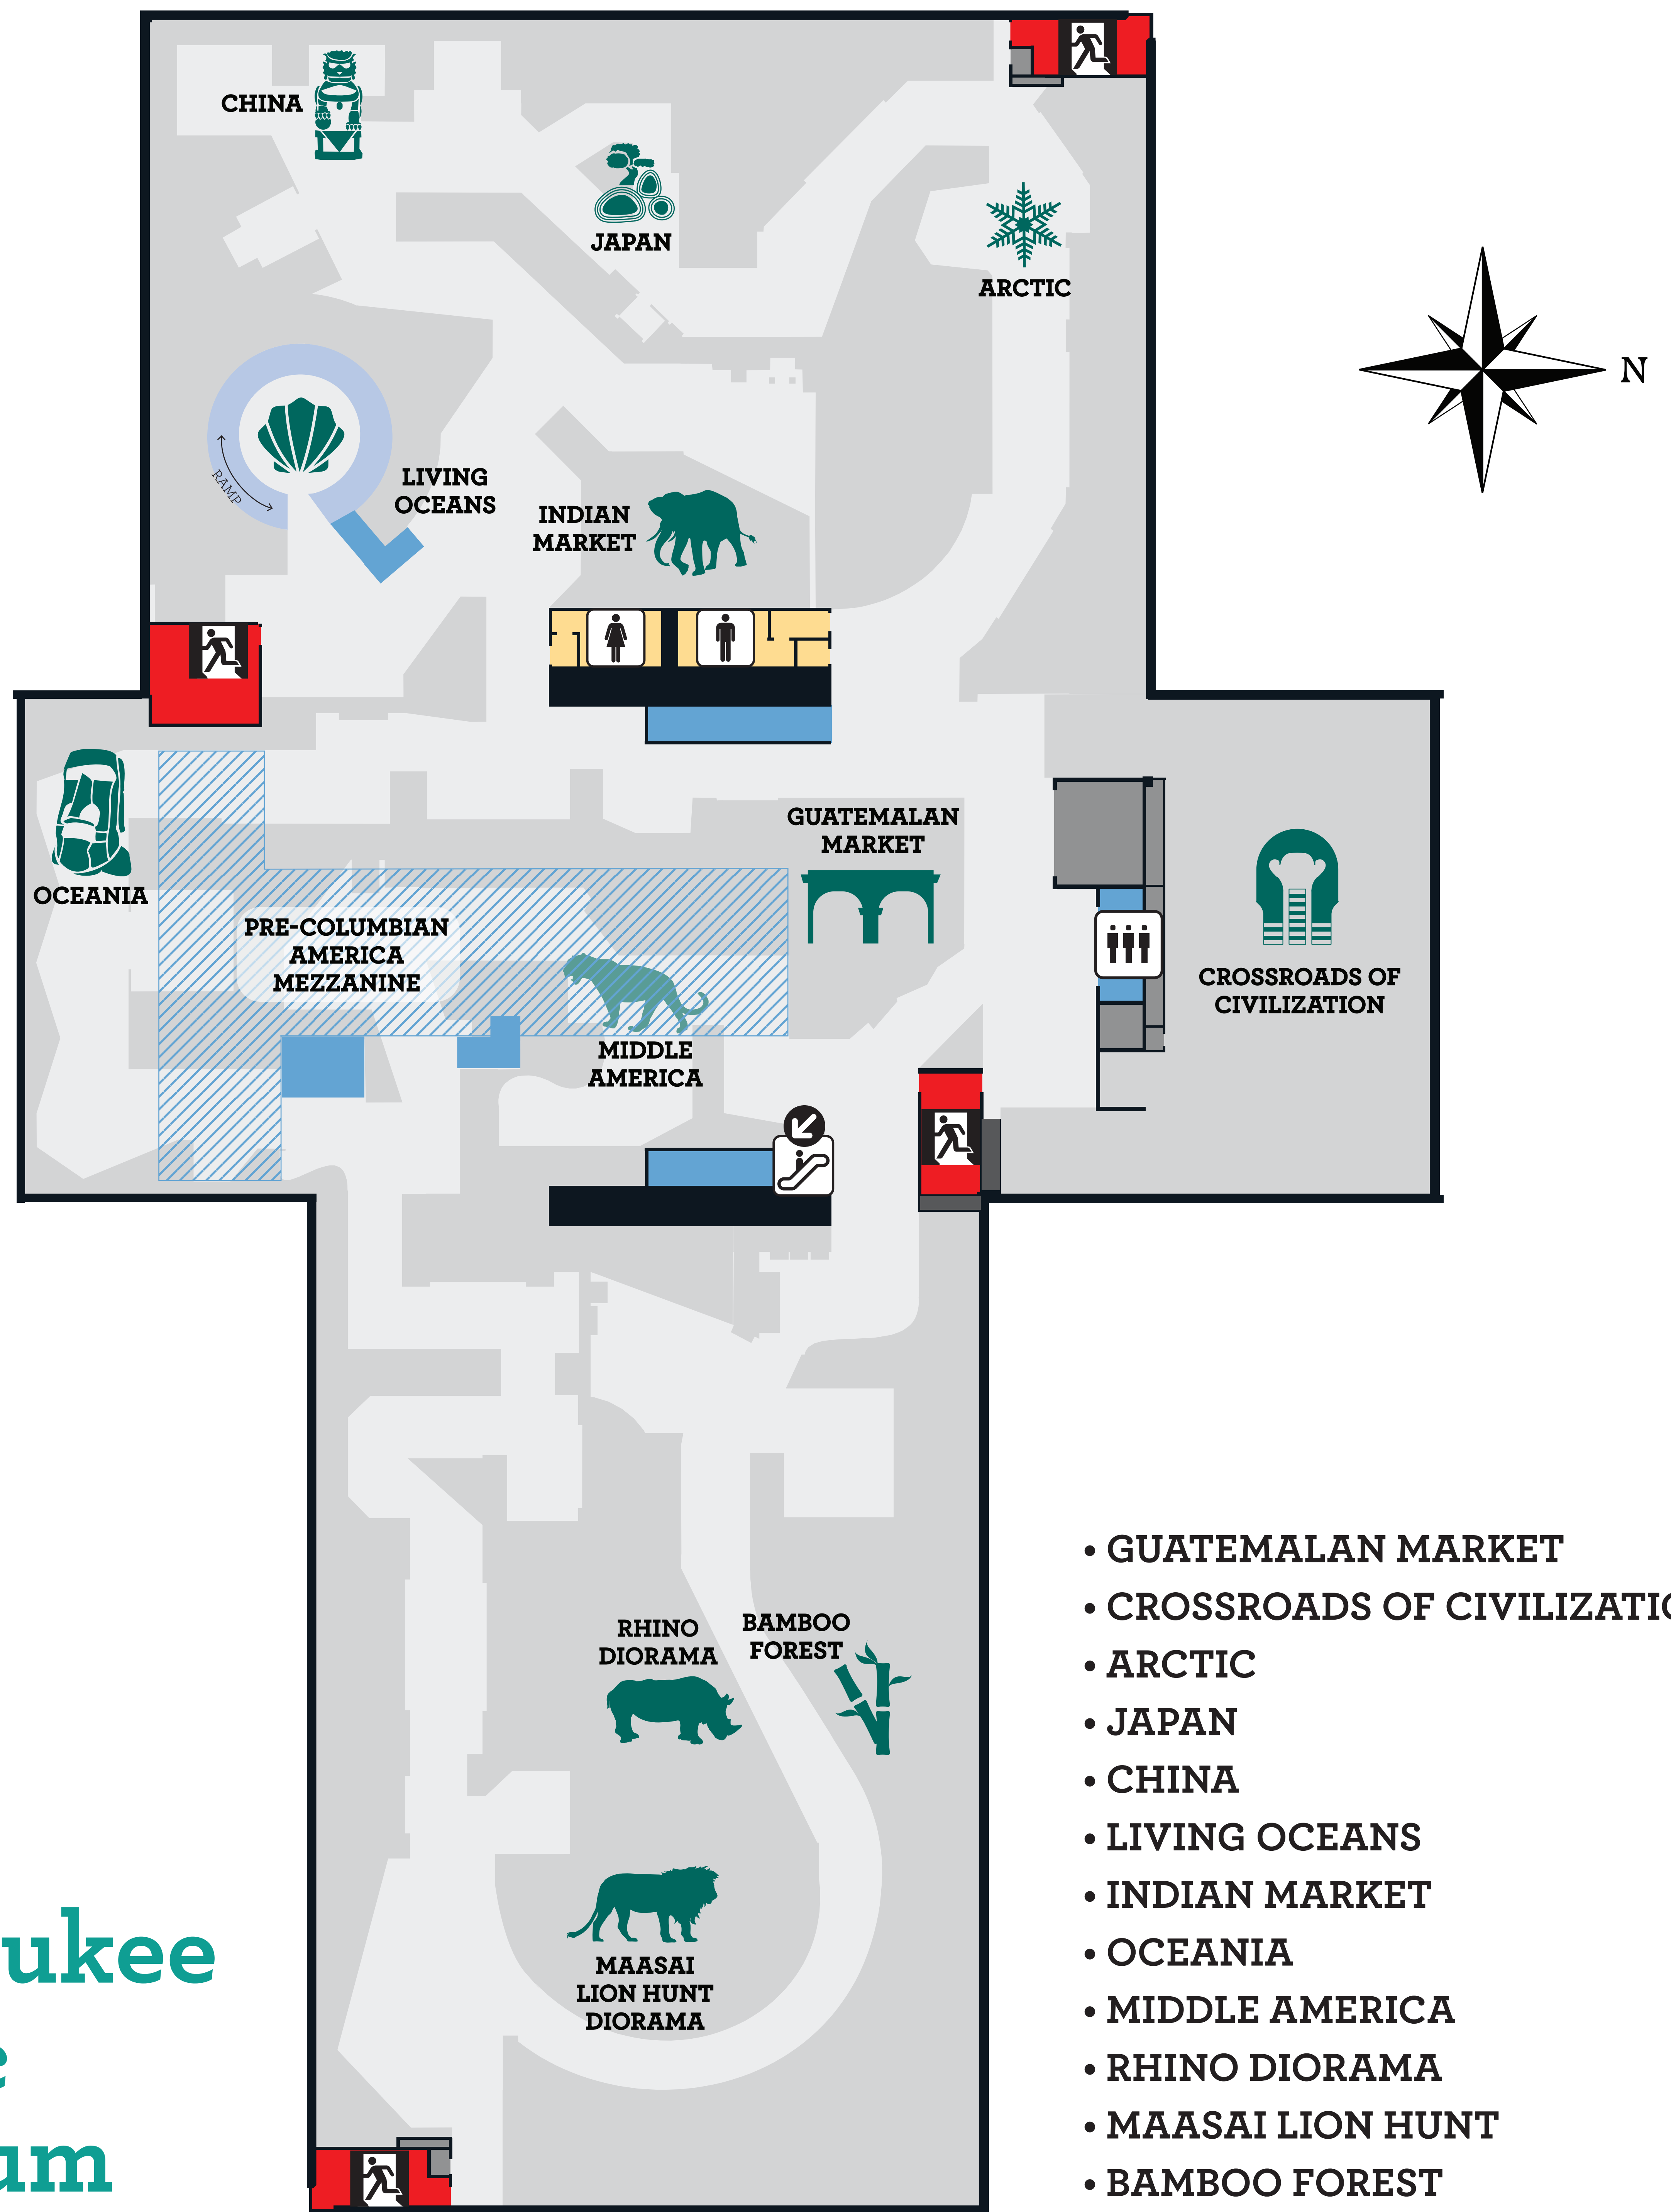 CHINA
JAPAN
ARCTIC
N
RAMP
LIVING
OCEANS
INDIAN
MARKET
GUATEMALAN
MARKET
OCEANIA
PRE-COLUMBIAN
AMERICA
MEZZANINE
CROSSROADS OF
CIVILIZATION
MIDDLE
AMERICA
RHINO
DIORAMA
BAMBOO
FOREST
MAASAI
LION HUNT
DIORAMA
• GUATEMALAN MARKET
• CROSSROADS OF CIVILIZATIO
• ARCTIC
• JAPAN
• CHINA
• LIVING OCEANS
• INDIAN MARKET
• OCEANIA
• MIDDLE AMERICA
• RHINO DIORAMA
• MAASAI LION HUNT
• BAMBOO FOREST
ukee
um